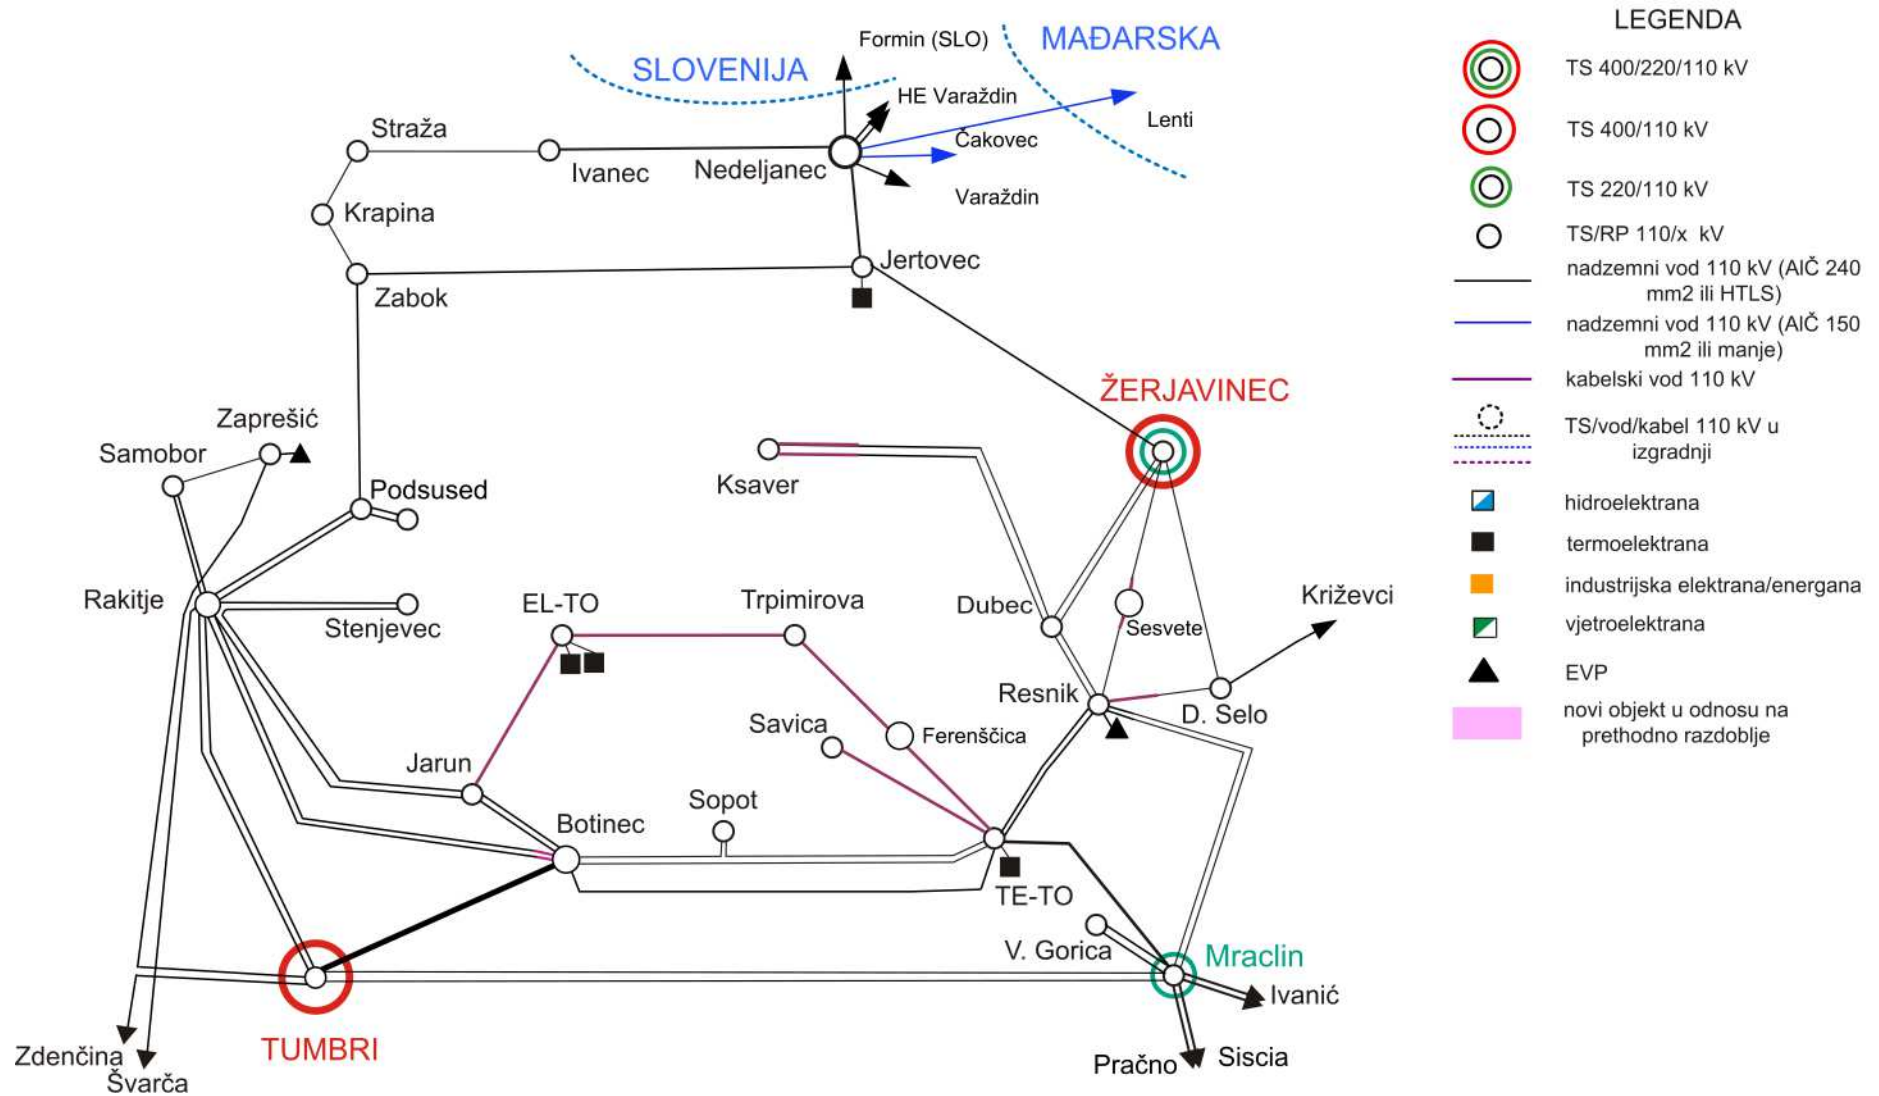 LEGENDA
TS 400/220/110 kV
TS 400/110 kV
TS 220/110 kV
TS/RP 110/x kV
nadzemni vod 110 kV (AlČ 240
mm2 ili HTLS)
nadzemni vod 110 kV (AlČ 150
mm2 ili manje)
kabelski vod 110 kV
TS/vod/kabel 110 kV u
izgradnji
hidroelektrana
termoelektrana
industrijska elektrana/energana
vjetroelektrana
EVP
novi objekt u odnosu na
prethodno razdoblje
Formin (SLO)
MAĐARSKA
SLOVENIJA
HE Varaždin
Lenti
Straža
Čakovec
Ivanec
Nedeljanec
Varaždin
Krapina
Jertovec
Zabok
ŽERJAVINEC
Zaprešić
Samobor
Podsused
Ksaver
Rakitje
EL-TO
Trpimirova
Dubec
Križevci
Stenjevec
Sesvete
Resnik
D. Selo
Savica
Ferenščica
Jarun
Sopot
Botinec
TE-TO
V. Gorica
Mraclin
Ivanić
TUMBRI
Zdenčina
Švarča
Pračno
Siscia